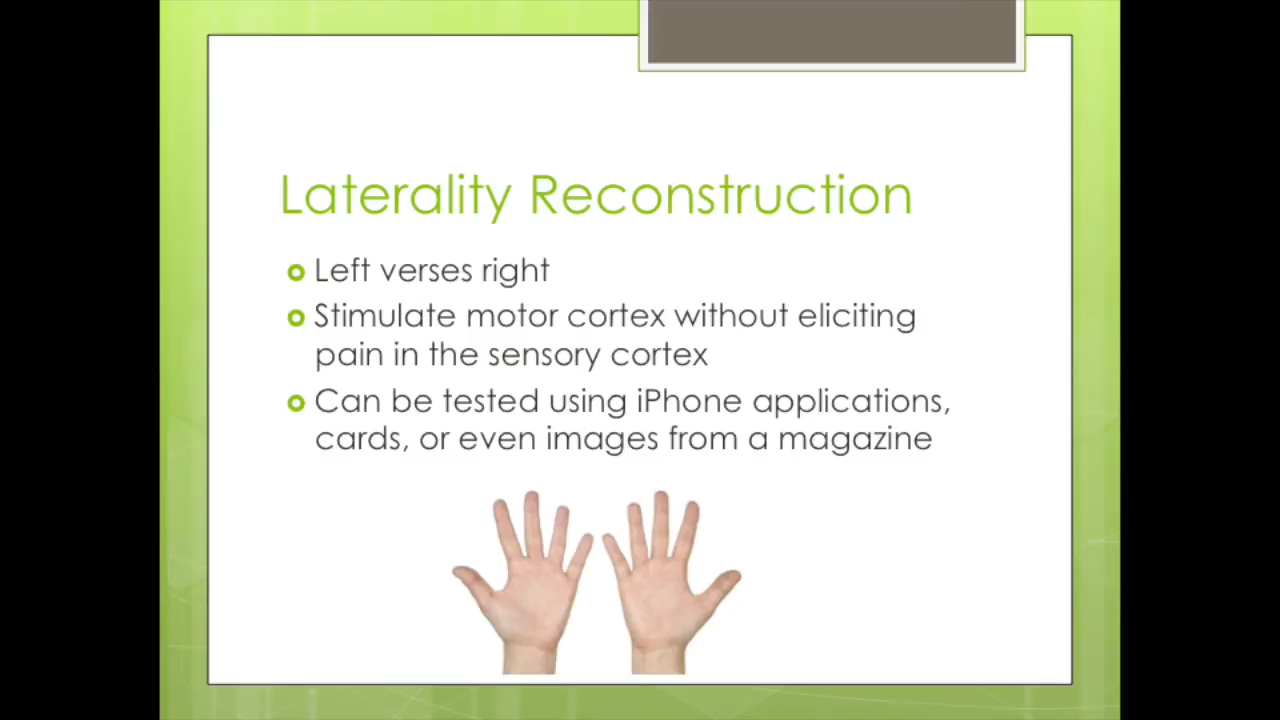 Laterality Reconstruction
Left verses right
Stimulate motor cortex without eliciting
pain in the sensory cortex
Can be tested using iPhone applications,
cards, or even images from a magazine